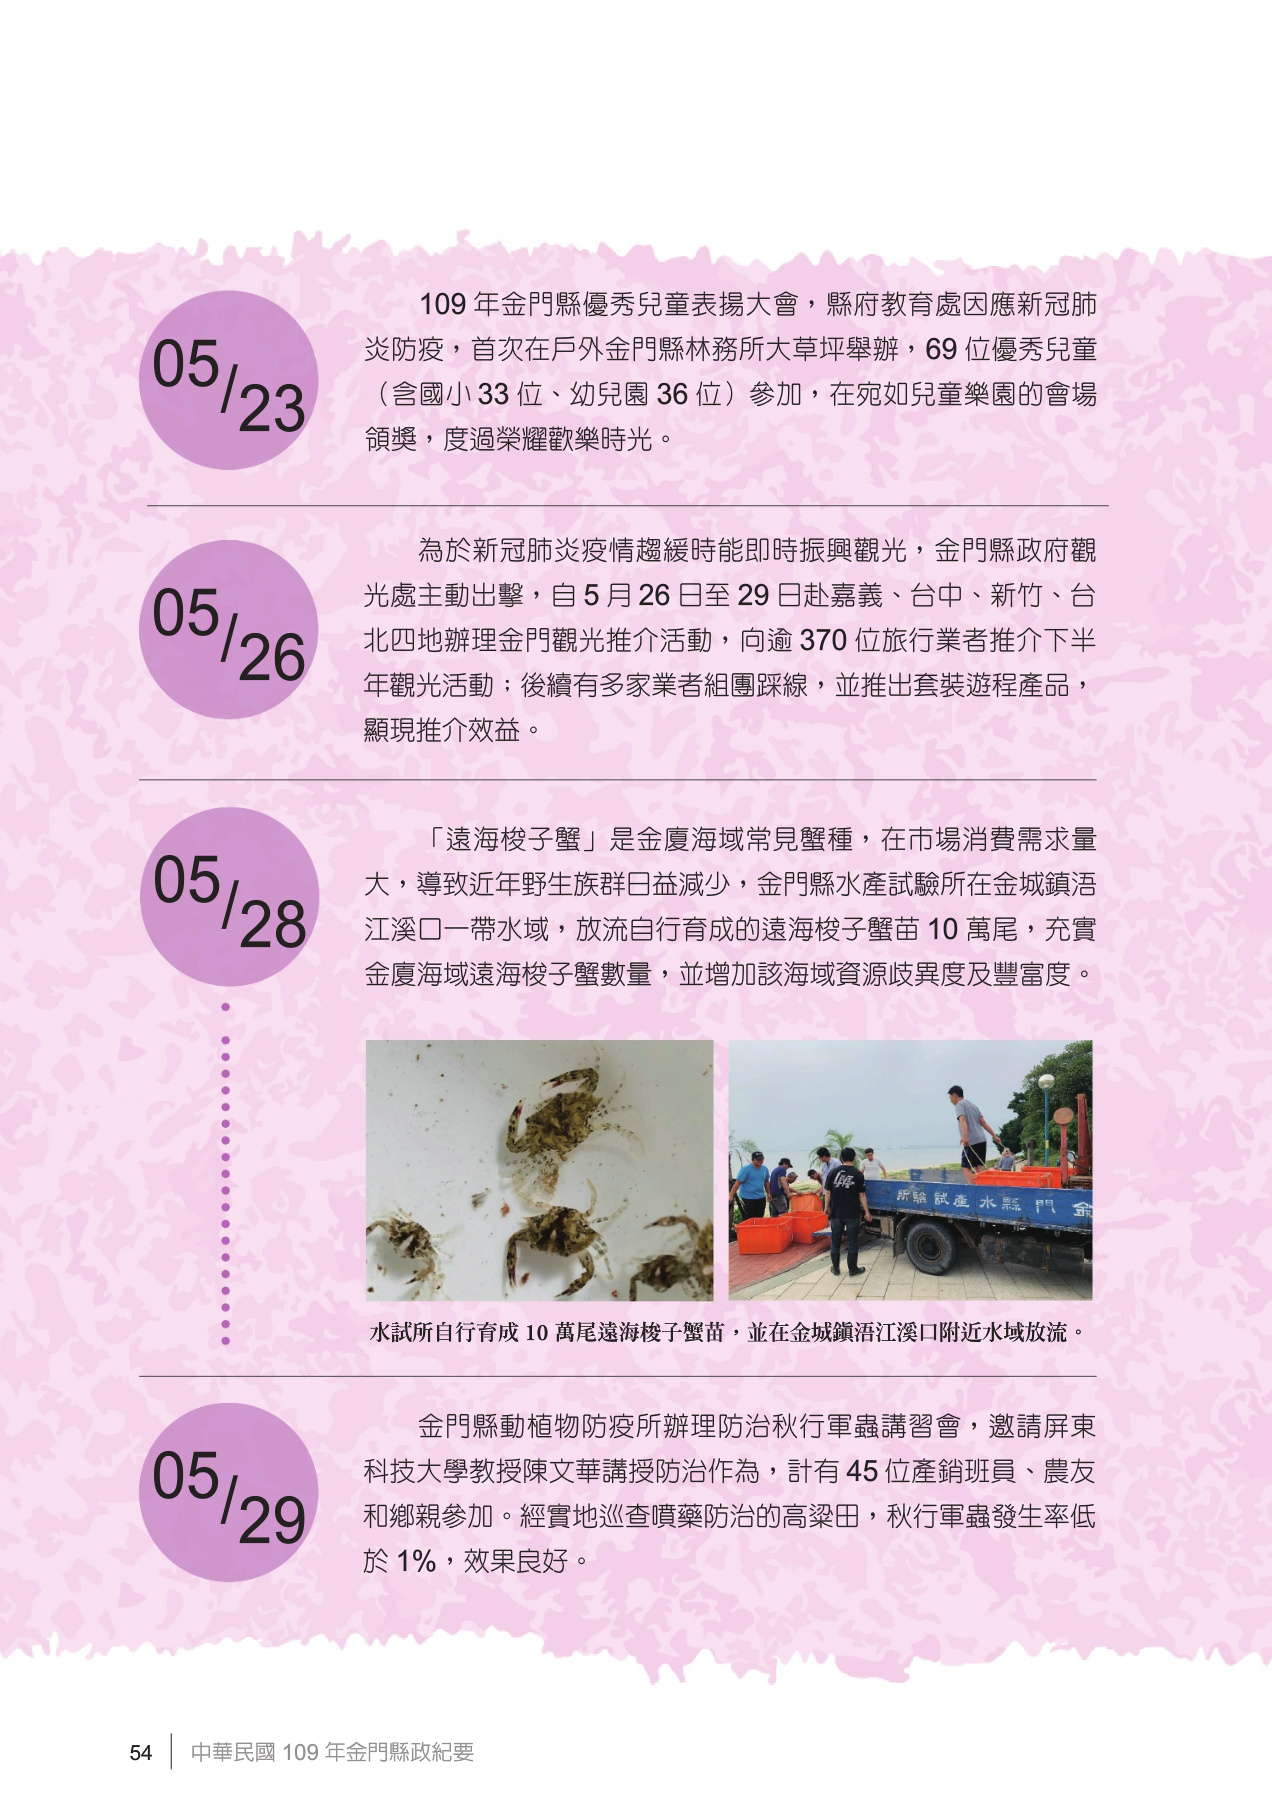 05/23
109 年金門縣優秀兒童表揚大會，縣府教育處因應新冠肺
炎防疫，首次在戶外金門縣林務所大草坪舉辦，69 位優秀兒童
（含國小 33 位、幼兒園 36 位）參加，在宛如兒童樂園的會場
領獎，度過榮耀歡樂時光。
05/26
為於新冠肺炎疫情趨緩時能即時振興觀光，金門縣政府觀
光處主動出擊，自 5 月 26 日至 29 日赴嘉義、台中、新竹、台
北四地辦理金門觀光推介活動，向逾 370 位旅行業者推介下半
年觀光活動；後續有多家業者組團踩線，並推出套裝遊程產品，
顯現推介效益。
05/28
「遠海梭子蟹」是金廈海域常見蟹種，在市場消費需求量
大，導致近年野生族群日益減少，金門縣水產試驗所在金城鎮浯
江溪口一帶水域，放流自行育成的遠海梭子蟹苗 10 萬尾，充實
金廈海域遠海梭子蟹數量，並增加該海域資源歧異度及豐富度。
所驗試產水縣門金
水試所自行育成 10 萬尾遠海梭子蟹苗，並在金城鎮浯江溪口附近水域放流。
05/29
金門縣動植物防疫所辦理防治秋行軍蟲講習會，邀請屏東
科技大學教授陳文華講授防治作為，計有 45 位產銷班員、農友
和鄉親參加。經實地巡查噴藥防治的高粱田，秋行軍蟲發生率低
於 1%，效果良好。
54 中華民國 109 年金門縣政紀要